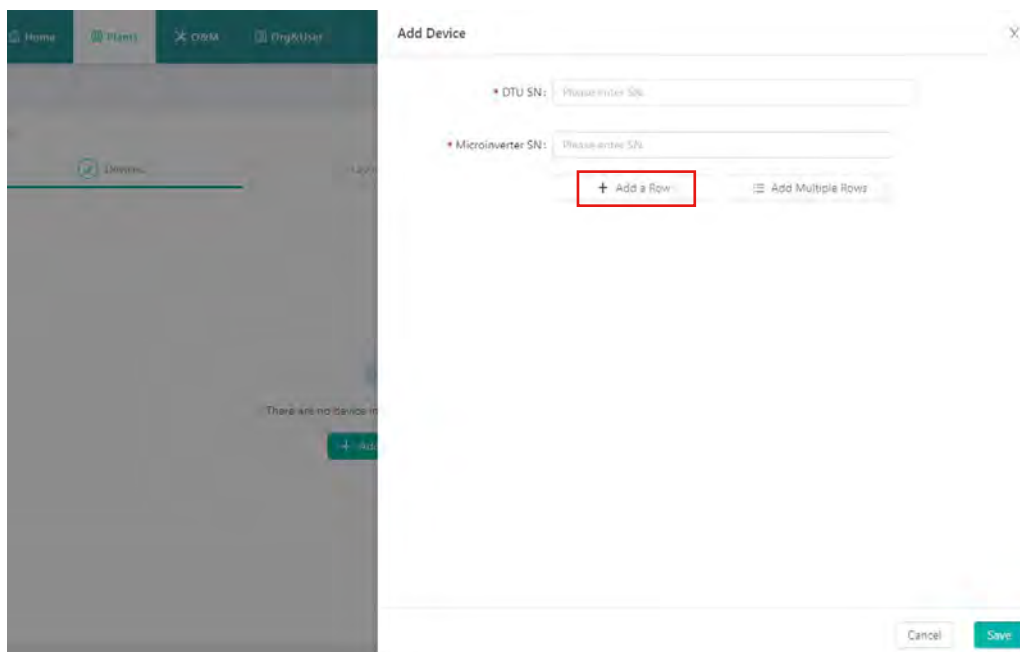 Home
Plants
O&M
Org&User
Add Device
* DTU SN:
Please enter SN
* Microinverter SN:
Please enter SN
+ Add a Row
Add Multiple Rows
Devices
There are no device in
+ Add
Cancel
Save